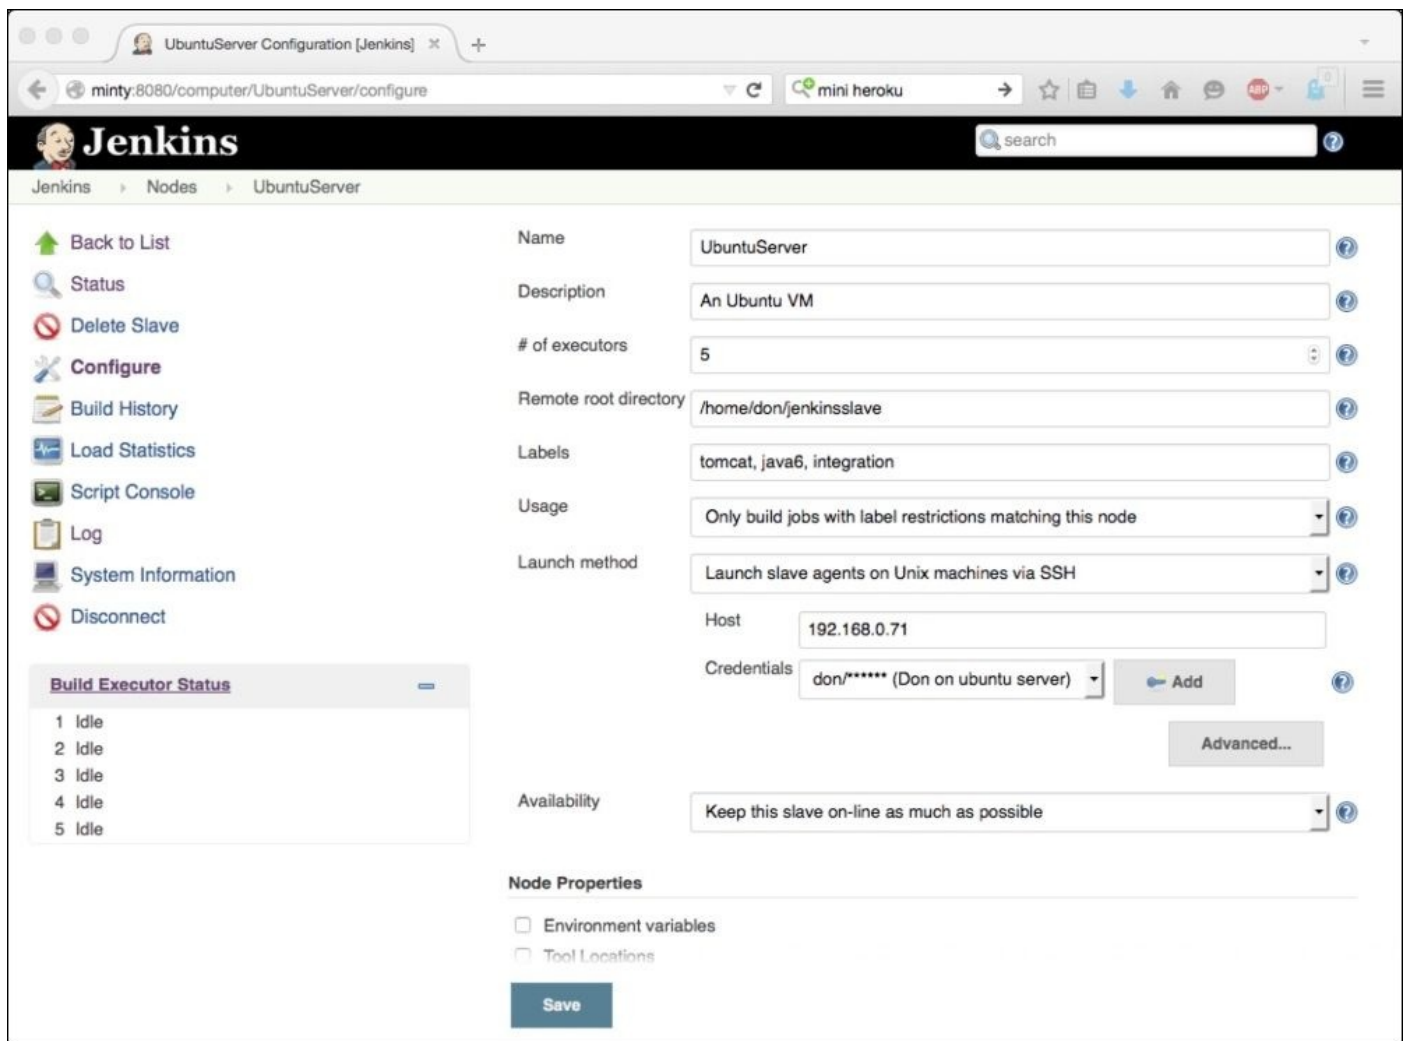 UbuntuServer Configuration [Jenkins]
minty:8080/computer/UbuntuServer/configure
mini heroku
ABP
0
Jenkins
search
Jenkins Nodes UbuntuServer
Back to List
Status
Delete Slave
Configure
Build History
Load Statistics
Script Console
Log
System Information
Disconnect
Build Executor Status
1 Idle
2 Idle
3 Idle
4 Idle
5 Idle
Name UbuntuServer
Description An Ubuntu VM
# of executors 5
Remote root directory /home/don/jenkinsslave
Labels tomcat, java6, integration
Usage Only build jobs with label restrictions matching this node
Launch method Launch slave agents on Unix machines via SSH
Host 192.168.0.71
Credentials don/****** (Don on ubuntu server) Add
Advanced...
Availability Keep this slave on-line as much as possible
Node Properties
Environment variables
Tool Locations
Save